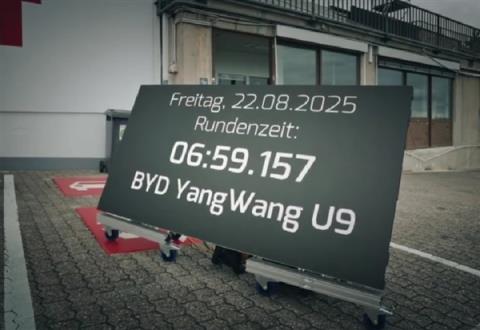 Freitag, 22.08.2025
Rundenzeit:
06:59.157
BYD YangWang U9